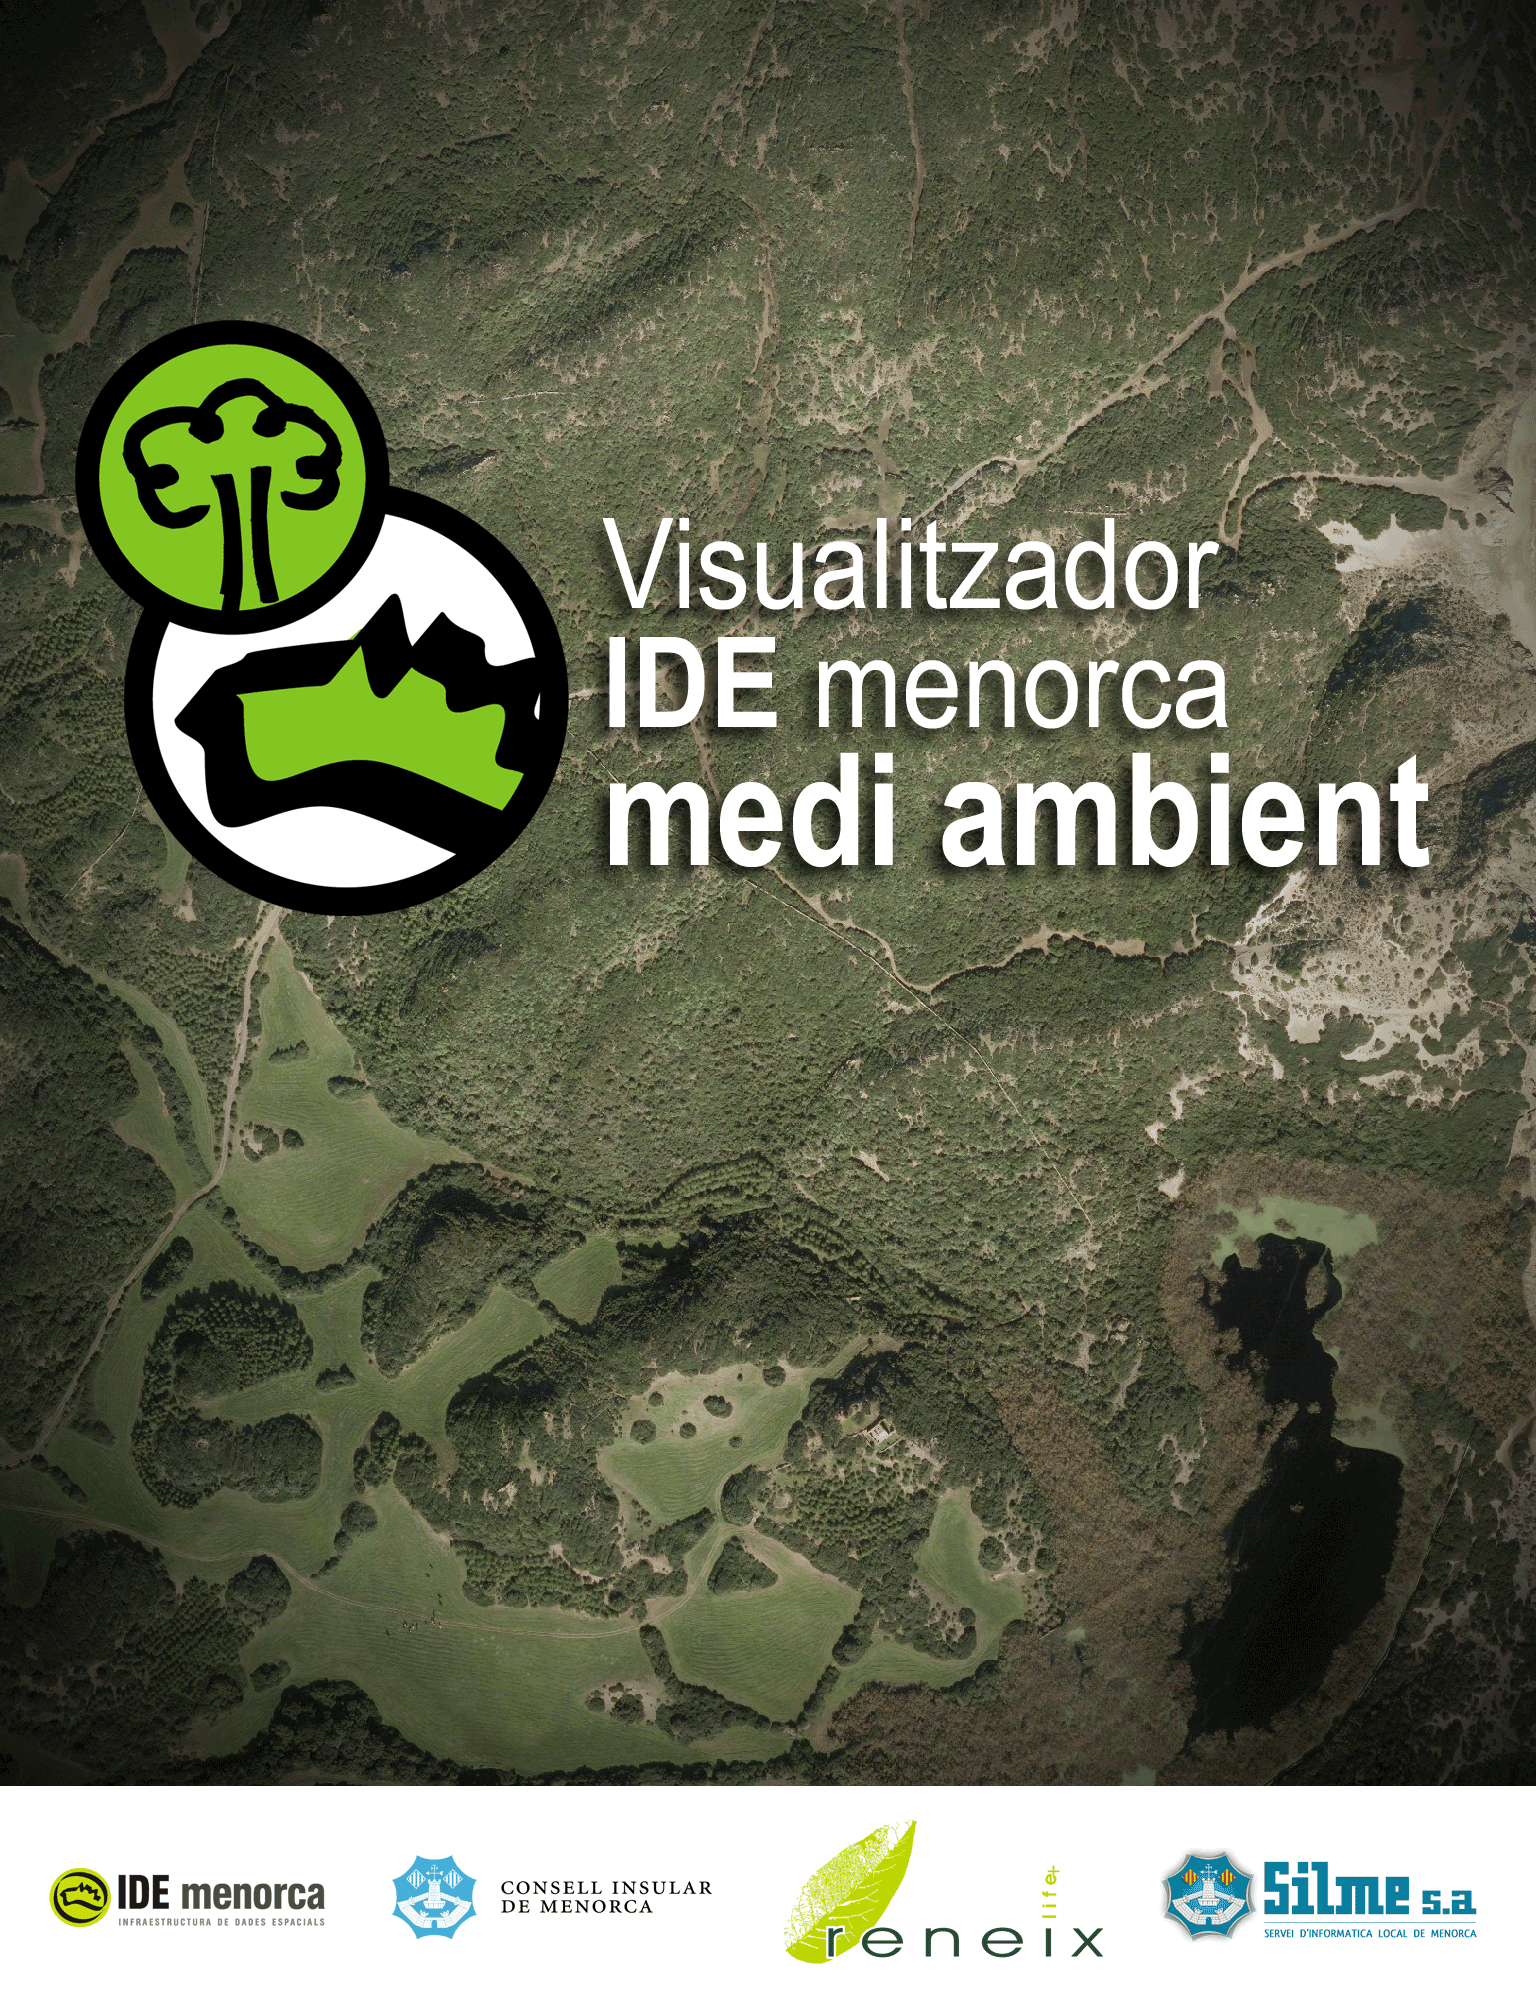 Visualitzador
IDE menorca
medi ambient
IDE menorca
INFRAESTRUCTURA DE DADES ESPACIALS
CONSELL INSULAR
DE MENORCA
life+
reneix
Silme s.a
SERVEI D'INFORMATICA LOCAL DE MENORCA